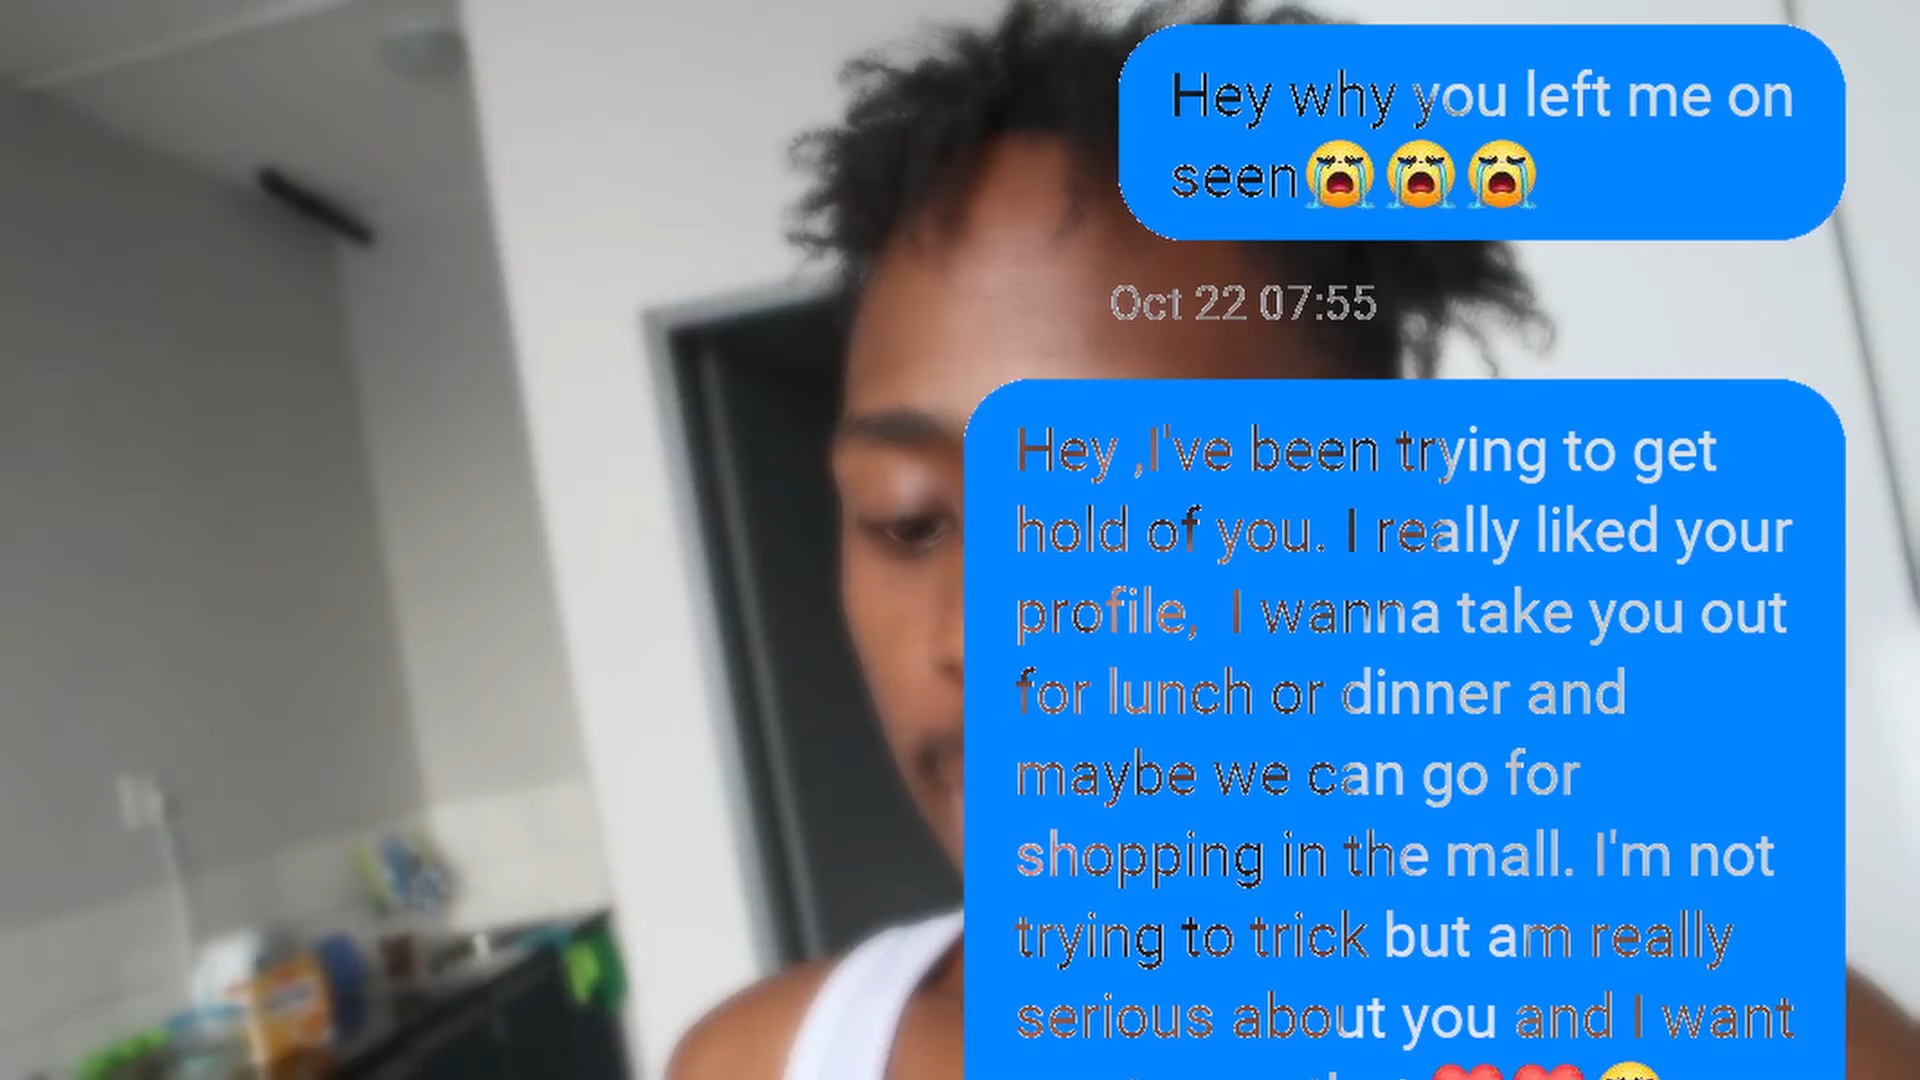 Hey why you left me on
seen😭😭😭
Oct 22 07:55
Hey ,I've been trying to get
hold of you. I really liked your
profile,  I wanna take you out
for lunch or dinner and
maybe we can go for
shopping in the mall. I'm not
trying to trick but am really
serious about you and I want